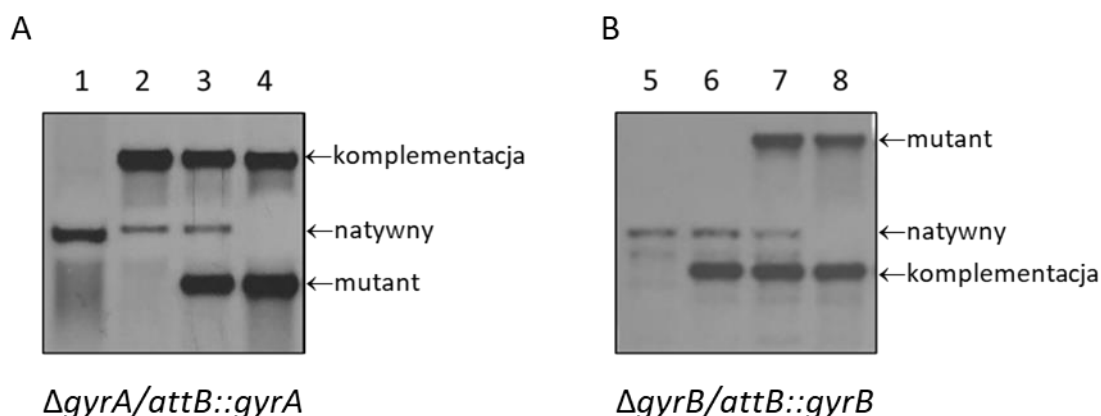 A
B
1 2 3 4
5 6 7 8
←komplementacja
←natywny
←mutant
←mutant
←natywny
←komplementacja
ΔgyrA/attB::gyrA
ΔgyrB/attB::gyrB